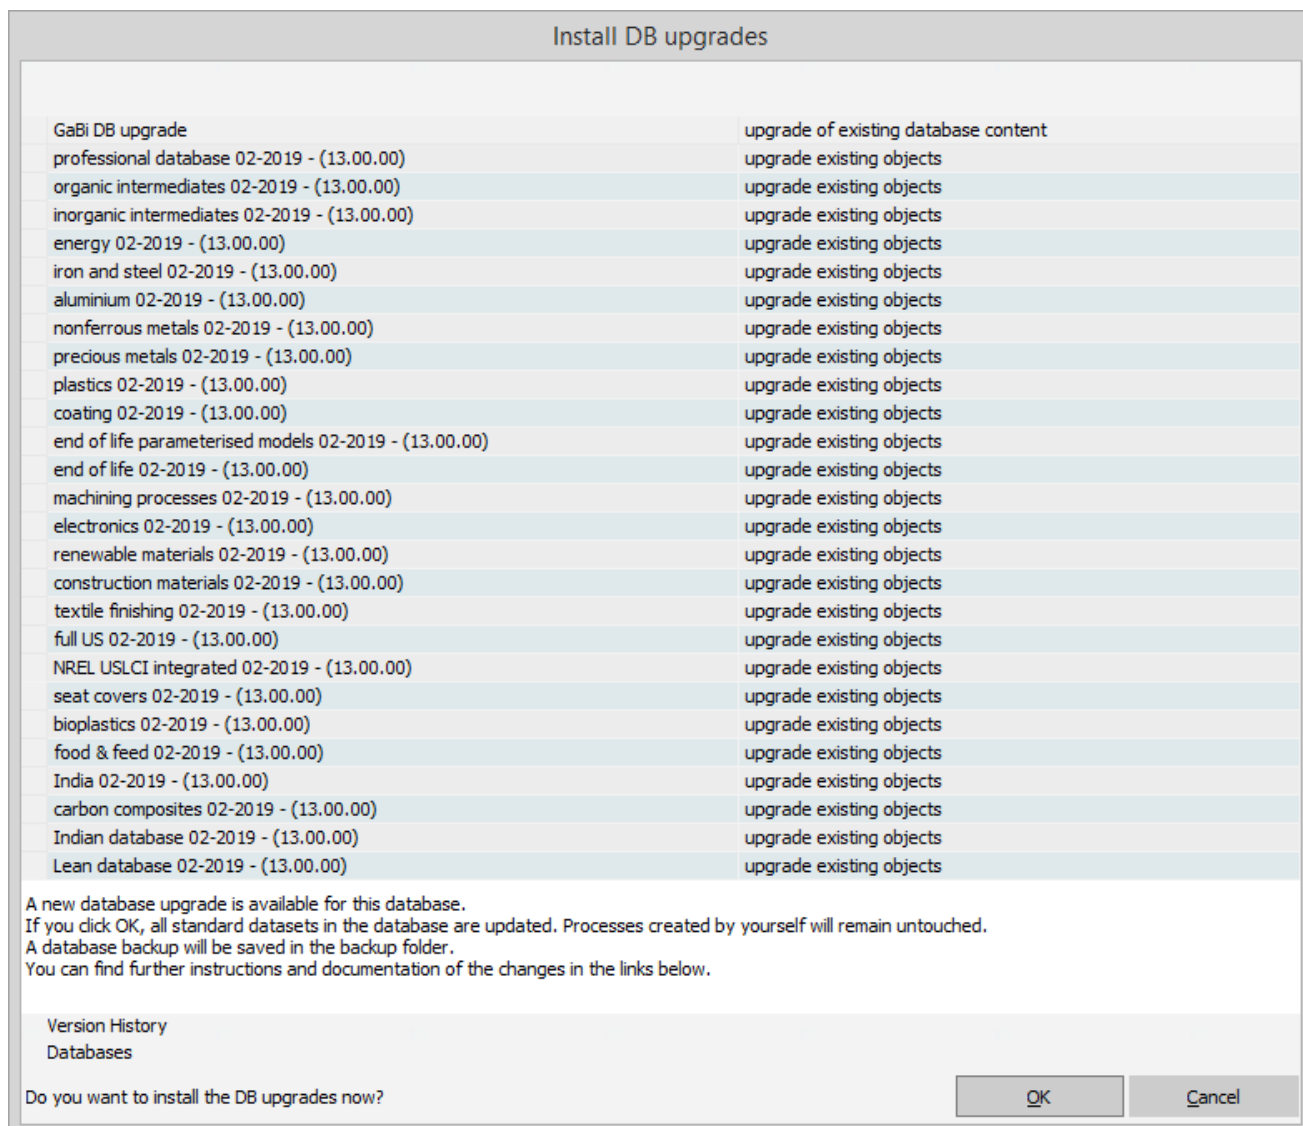 Install DB upgrades
GaBi DB upgrade upgrade of existing database content
professional database 02-2019 - (13.00.00) upgrade existing objects
organic intermediates 02-2019 - (13.00.00) upgrade existing objects
inorganic intermediates 02-2019 - (13.00.00) upgrade existing objects
energy 02-2019 - (13.00.00) upgrade existing objects
iron and steel 02-2019 - (13.00.00) upgrade existing objects
aluminium 02-2019 - (13.00.00) upgrade existing objects
nonferrous metals 02-2019 - (13.00.00) upgrade existing objects
precious metals 02-2019 - (13.00.00) upgrade existing objects
plastics 02-2019 - (13.00.00) upgrade existing objects
coating 02-2019 - (13.00.00) upgrade existing objects
end of life parameterised models 02-2019 - (13.00.00) upgrade existing objects
end of life 02-2019 - (13.00.00) upgrade existing objects
machining processes 02-2019 - (13.00.00) upgrade existing objects
electronics 02-2019 - (13.00.00) upgrade existing objects
renewable materials 02-2019 - (13.00.00) upgrade existing objects
construction materials 02-2019 - (13.00.00) upgrade existing objects
textile finishing 02-2019 - (13.00.00) upgrade existing objects
full US 02-2019 - (13.00.00) upgrade existing objects
NREL USLCI integrated 02-2019 - (13.00.00) upgrade existing objects
seat covers 02-2019 - (13.00.00) upgrade existing objects
bioplastics 02-2019 - (13.00.00) upgrade existing objects
food & feed 02-2019 - (13.00.00) upgrade existing objects
India 02-2019 - (13.00.00) upgrade existing objects
carbon composites 02-2019 - (13.00.00) upgrade existing objects
Indian database 02-2019 - (13.00.00) upgrade existing objects
Lean database 02-2019 - (13.00.00) upgrade existing objects
A new database upgrade is available for this database.
If you click OK, all standard datasets in the database are updated. Processes created by yourself will remain untouched.
A database backup will be saved in the backup folder.
You can find further instructions and documentation of the changes in the links below.
Version History
Databases
Do you want to install the DB upgrades now? OK Cancel